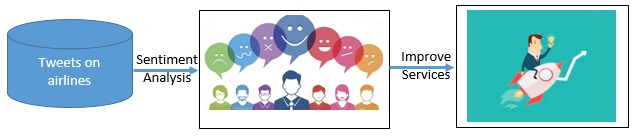 Tweets on
airlines
Sentiment
Analysis
Improve
Services